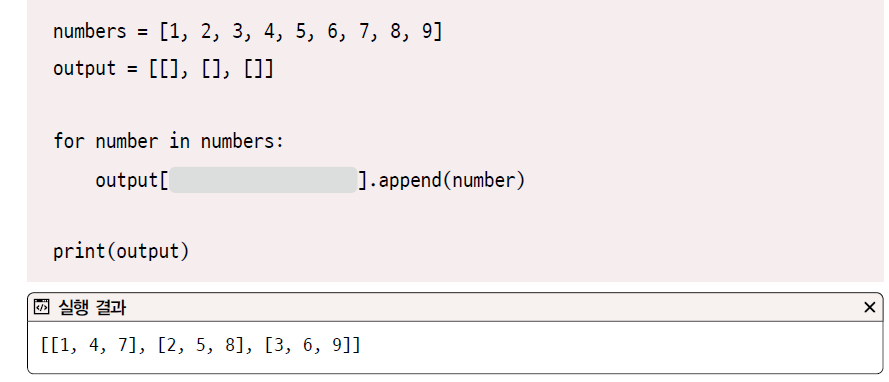 numbers = [1, 2, 3, 4, 5, 6, 7, 8, 9]
output = [[], [], []]
for number in numbers:
    output[                  ].append(number)
print(output)
실행 결과
[[1, 4, 7], [2, 5, 8], [3, 6, 9]]